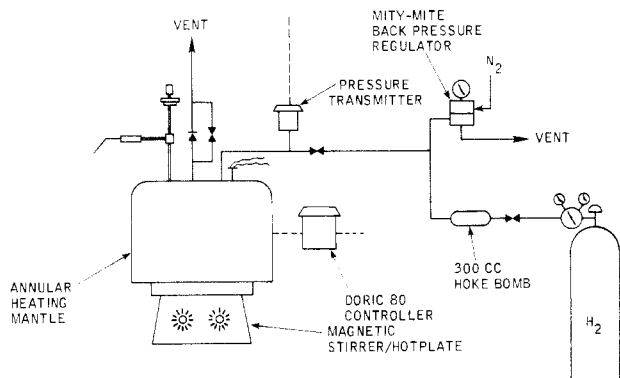 VENT
MITY-MITE
BACK PRESSURE
REGULATOR
N2
PRESSURE
TRANSMITTER
VENT
300 CC
HOKE BOMB
ANNULAR
HEATING
MANTLE
DORIC 80
CONTROLLER
MAGNETIC
STIRRER/HOTPLATE
H2